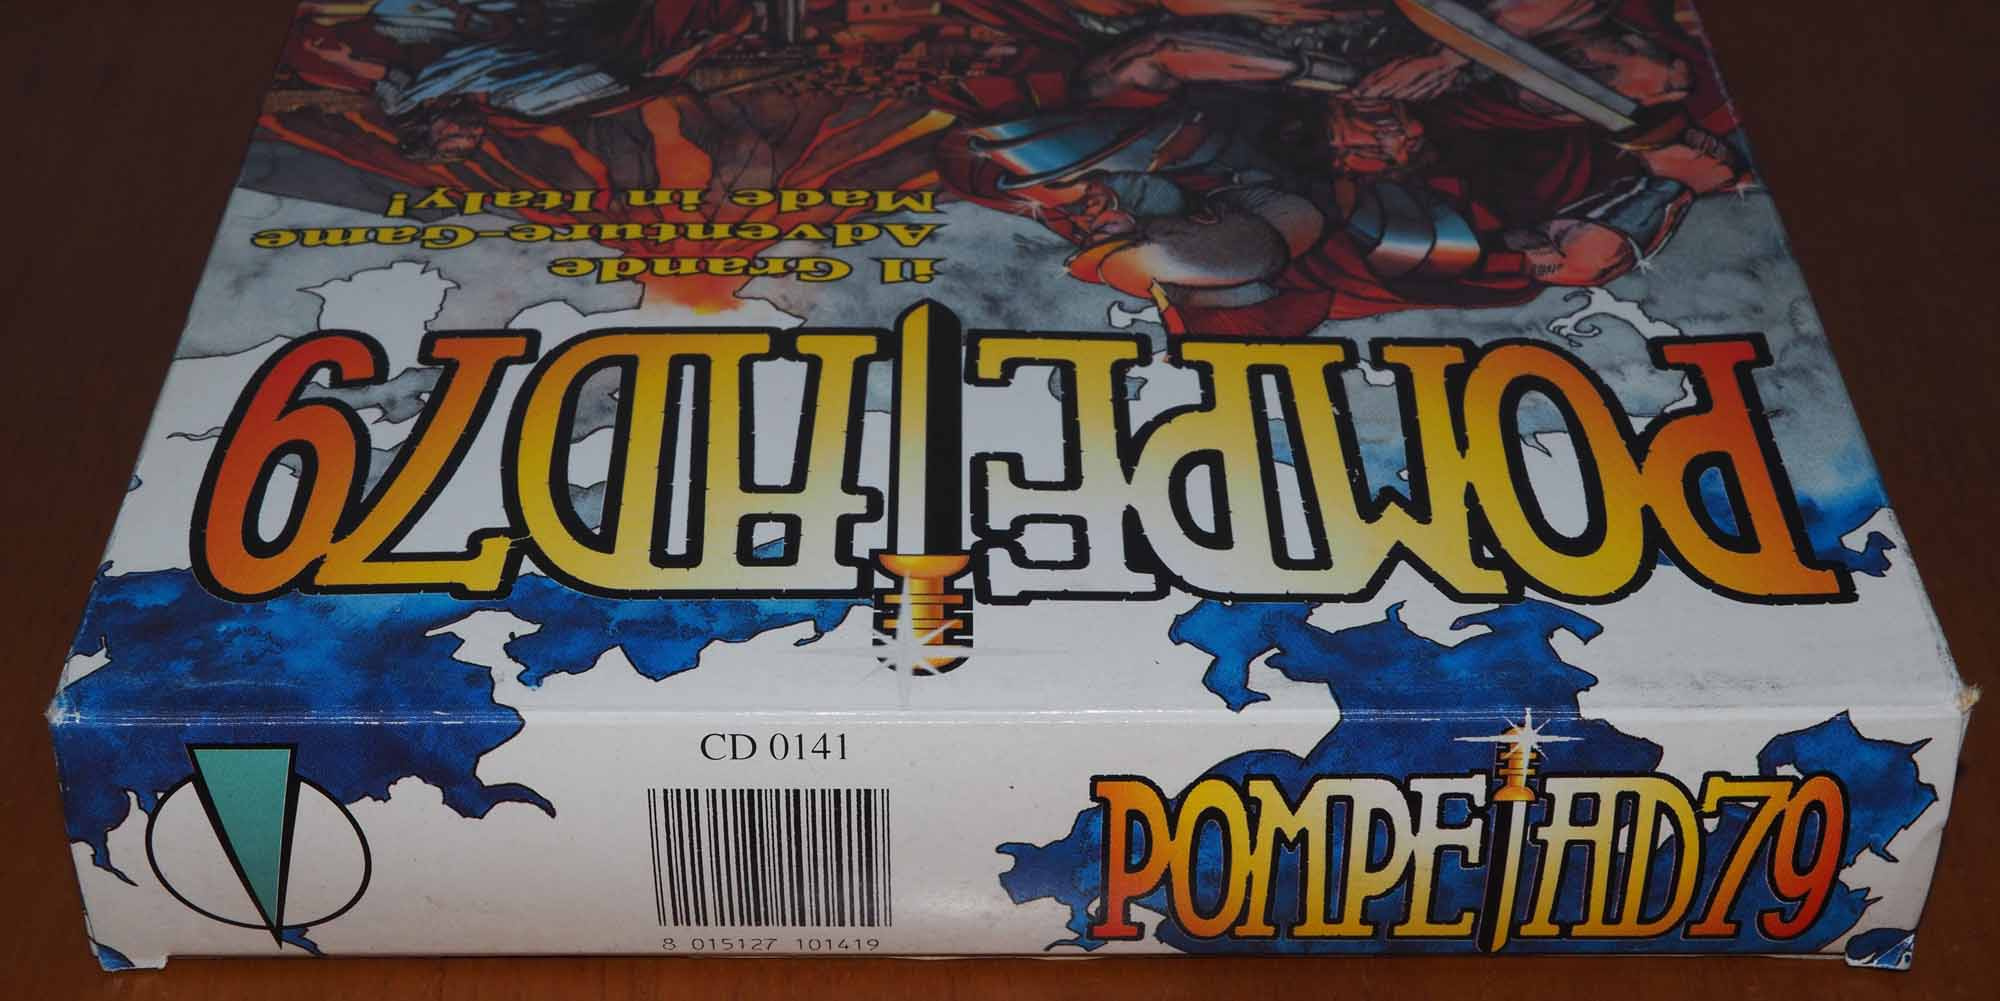 POMPEI AD 79
il Grande
Adventure-Game
Made in Italy!
CD 0141
8 015127 101419
POMPEI AD 79